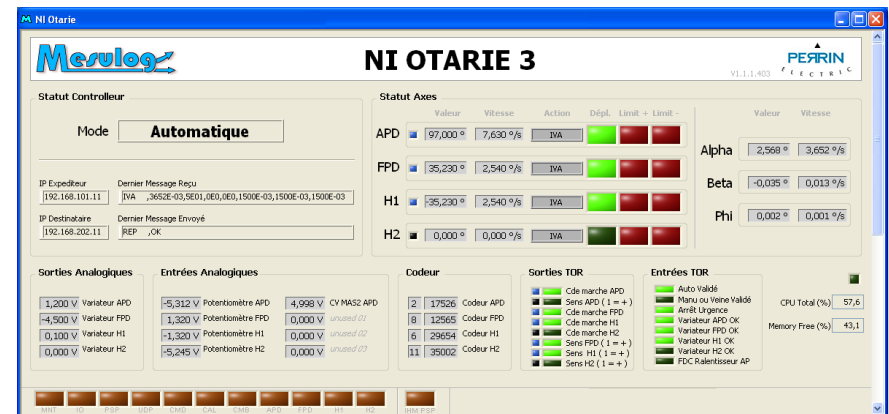 NI Otarie
Mesulog
NI OTARIE 3
V1.1.1.403
PERRIN
ELECTRIC
Statut Controlleur
Mode Automatique
IP Expediteur Dernier Message Reçu
192.168.101.11 IVA ,3652E-03,5E01,0E0,0E0,1500E-03,1500E-03,1500E-03
IP Destinataire Dernier Message Envoyé
192.168.202.11 REP ,OK
Statut Axes
Valeur Vitesse Action Dépl. Limit + Limit -
APD 97,000 º 7,630 º/s IVA
FPD 35,230 º 2,540 º/s IVA
H1 -35,230 º 2,540 º/s IVA
H2 0,000 º 0,000 º/s IVA
Valeur Vitesse
Alpha 2,568 º 3,652 º/s
Beta -0,035 º 0,013 º/s
Phi 0,002 º 0,001 º/s
Sorties Analogiques
1,200 V Variateur APD
-4,500 V Variateur FPD
0,100 V Variateur H1
0,000 V Variateur H2
Entrées Analogiques
-5,312 V Potentiomètre APD 4,998 V CV MAS2 APD
1,320 V Potentiomètre FPD 0,000 V unused 01
-1,320 V Potentiomètre H1 0,000 V unused 02
-5,245 V Potentiomètre H2 0,000 V unused 03
Codeur
2 17526 Codeur APD
8 12565 Codeur FPD
6 29654 Codeur H1
11 35002 Codeur H2
Sorties TOR
Cde marche APD
Sens APD ( 1 = + )
Cde marche FPD
Cde marche H1
Cde marche H2
Sens FPD ( 1 = + )
Sens H1 ( 1 = + )
Sens H2 ( 1 = + )
Entrées TOR
Auto Validé
Manu ou Veine Validé
Arrêt Urgence
Variateur APD OK
Variateur FPD OK
Variateur H1 OK
Variateur H2 OK
FDC Ralentisseur AP
CPU Total (%) 57,6
Memory Free (%) 43,1
MNT IO PSP UDP CMD CAL CMB APD FPD H1 H2 IHM PSP